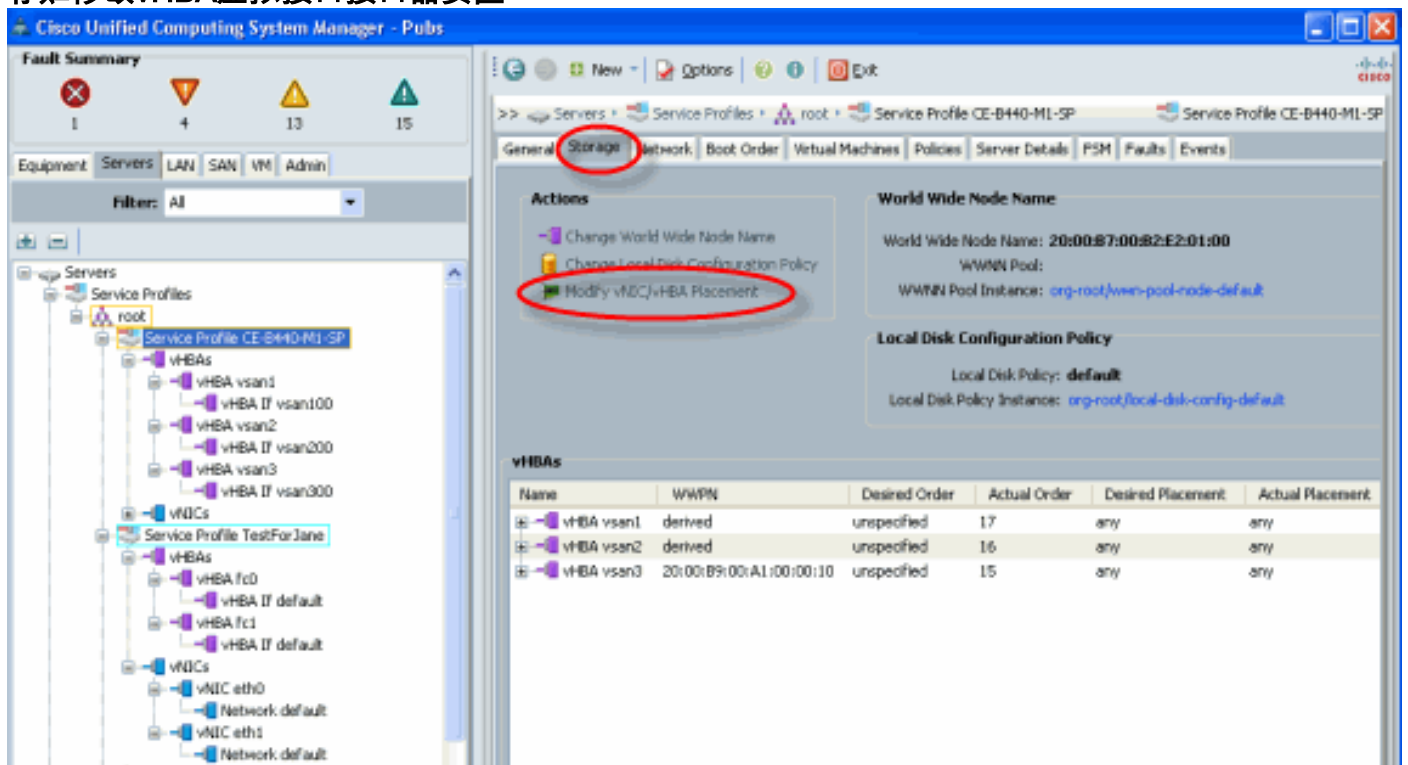 Cisco Unified Computing System Manager - Pubs
Fault Summary
1 4 13 15
New Options Exit
CISCO
>> Servers Service Profiles root Service Profile CE-B440-M1-SP Service Profile CE-B440-M1-SP
Equipment Servers LAN SAN VM Admin
Filter: All
Servers
Service Profiles
root
Service Profile CE-B440-M1-SP
vHBAs
vHBA vsan1
vHBA If vsan100
vHBA vsan2
vHBA If vsan200
vHBA vsan3
vHBA If vsan300
vNICs
Service Profile TestForJane
vHBAs
vHBA fc0
vHBA If default
vHBA fc1
vHBA If default
vNICs
vNIC eth0
Network default
vNIC eth1
Network default
General Storage Network Boot Order Virtual Machines Policies Server Details FSM Faults Events
Actions
Change World Wide Node Name
Change Local Disk Configuration Policy
Modify vNIC/vHBA Placement
World Wide Node Name
World Wide Node Name: 20:00:B7:00:B2:E2:01:00
WWNN Pool:
WWNN Pool Instance: org-root/wwn-pool-node-default
Local Disk Configuration Policy
Local Disk Policy: default
Local Disk Policy Instance: org-root/local-disk-config-default
vHBAs
Name WWPN Desired Order Actual Order Desired Placement Actual Placement
vHBA vsan1 derived unspecified 17 any any
vHBA vsan2 derived unspecified 16 any any
vHBA vsan3 20:00:B9:00:A1:00:00:10 unspecified 15 any any